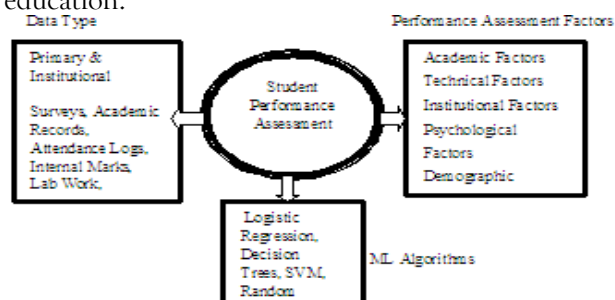 education.
Data Type
Performance Assessment Factors
Primary &
Institutional
Surveys, Academic
Records,
Attendance Logs,
Internal Marks,
Lab Work,
Student
Performance
Assessment
Academic Factors
Technical Factors
Institutional Factors
Psychological
Factors
Demographic
Logistic
Regression,
Decision
Trees, SVM,
Random
ML Algorithms